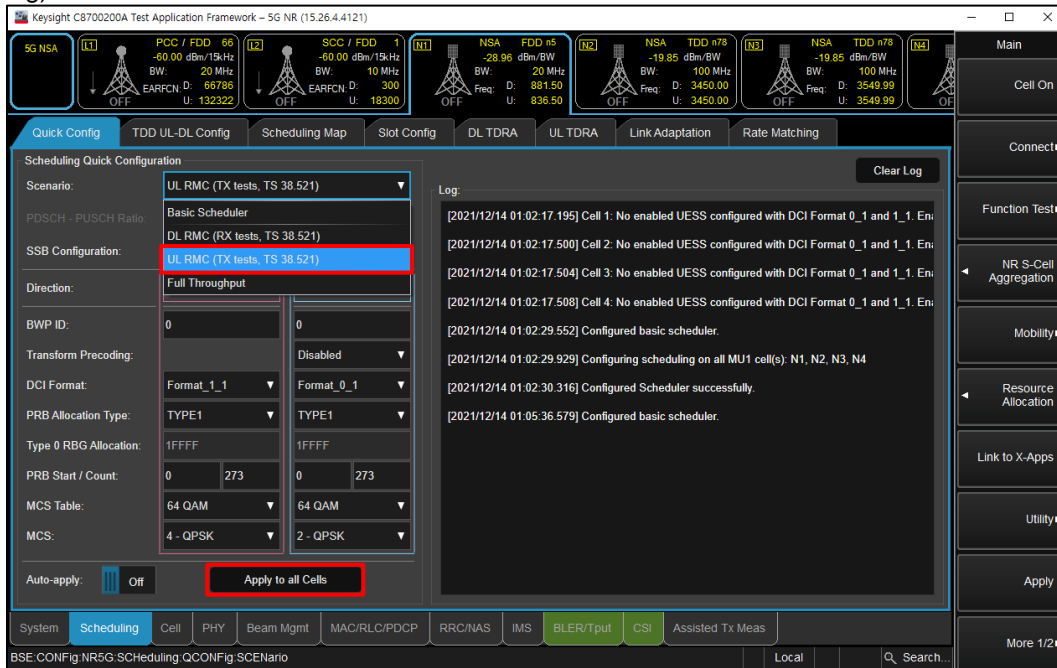 Keysight C8700200A Test Application Framework – 5G NR (15.26.4.4121)
5G NSA
L1
PCC / FDD 66
-60.00 dBm/15kHz
BW: 20 MHz
EARFCN: D: 66786
U: 132322
OFF
L2
SCC / FDD 1
-60.00 dBm/15kHz
BW: 10 MHz
EARFCN: D: 300
U: 18300
OFF
N1
NSA FDD n5
-28.96 dBm/BW
BW: 20 MHz
Freq: D: 881.50
U: 836.50
OFF
N2
NSA TDD n78
-19.85 dBm/BW
BW: 100 MHz
Freq: D: 3450.00
U: 3450.00
OFF
N3
NSA TDD n78
-19.85 dBm/BW
BW: 100 MHz
Freq: D: 3549.99
U: 3549.99
OFF
N4
Main
Cell On
Connect
Function Test
NR S-Cell
Aggregation
Mobility
Resource
Allocation
Link to X-Apps
Utility
Apply
More 1/2
Quick Config TDD UL-DL Config Scheduling Map Slot Config DL TDRA UL TDRA Link Adaptation Rate Matching
Scheduling Quick Configuration
Scenario: UL RMC (TX tests, TS 38.521)
Basic Scheduler
DL RMC (RX tests, TS 38.521)
UL RMC (TX tests, TS 38.521)
Full Throughput
PDSCH - PUSCH Ratio:
SSB Configuration:
Direction:
BWP ID: 0 0
Transform Precoding: Disabled
DCI Format: Format_1_1 Format_0_1
PRB Allocation Type: TYPE1 TYPE1
Type 0 RBG Allocation: 1FFFF 1FFFF
PRB Start / Count: 0 273 0 273
MCS Table: 64 QAM 64 QAM
MCS: 4 - QPSK 2 - QPSK
Auto-apply: Off Apply to all Cells
Clear Log
Log:
[2021/12/14 01:02:17.195] Cell 1: No enabled UESS configured with DCI Format 0_1 and 1_1. Ena
[2021/12/14 01:02:17.500] Cell 2: No enabled UESS configured with DCI Format 0_1 and 1_1. Ena
[2021/12/14 01:02:17.504] Cell 3: No enabled UESS configured with DCI Format 0_1 and 1_1. Ena
[2021/12/14 01:02:17.508] Cell 4: No enabled UESS configured with DCI Format 0_1 and 1_1. Ena
[2021/12/14 01:02:29.552] Configured basic scheduler.
[2021/12/14 01:02:29.929] Configuring scheduling on all MU1 cell(s): N1, N2, N3, N4
[2021/12/14 01:02:30.316] Configured Scheduler successfully.
[2021/12/14 01:05:36.579] Configured basic scheduler.
System Scheduling Cell PHY Beam Mgmt MAC/RLC/PDCP RRC/NAS IMS BLER/Tput CSI Assisted Tx Meas
BSE:CONFig:NR5G:SCHeduling:QCONFig:SCENario Local Search...